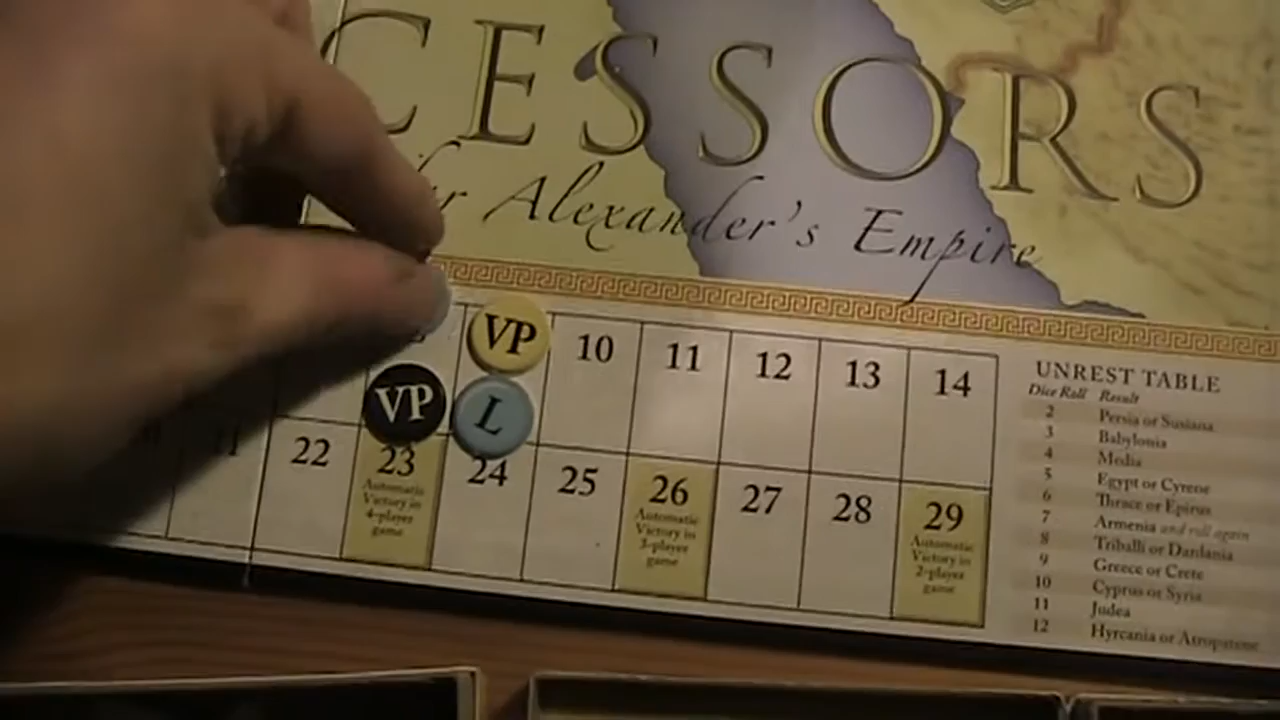 CESSORS
Alexander's Empire
VP
10
11
12
13
14
VP
L
22
23
Automatic
Victory in
4-player
game
24
25
26
Automatic
Victory in
3-player
game
27
28
29
Automatic
Victory in
2-player
game
UNREST TABLE
Dice Roll Result
2 Persia or Susiana
3 Babylonia
4 Media
5 Egypt or Cyrene
6 Thrace or Epirus
7 Armenia and roll again
8 Triballi or Dardania
9 Greece or Crete
10 Cyprus or Syria
11 Judea
12 Hyrcania or Atropatene